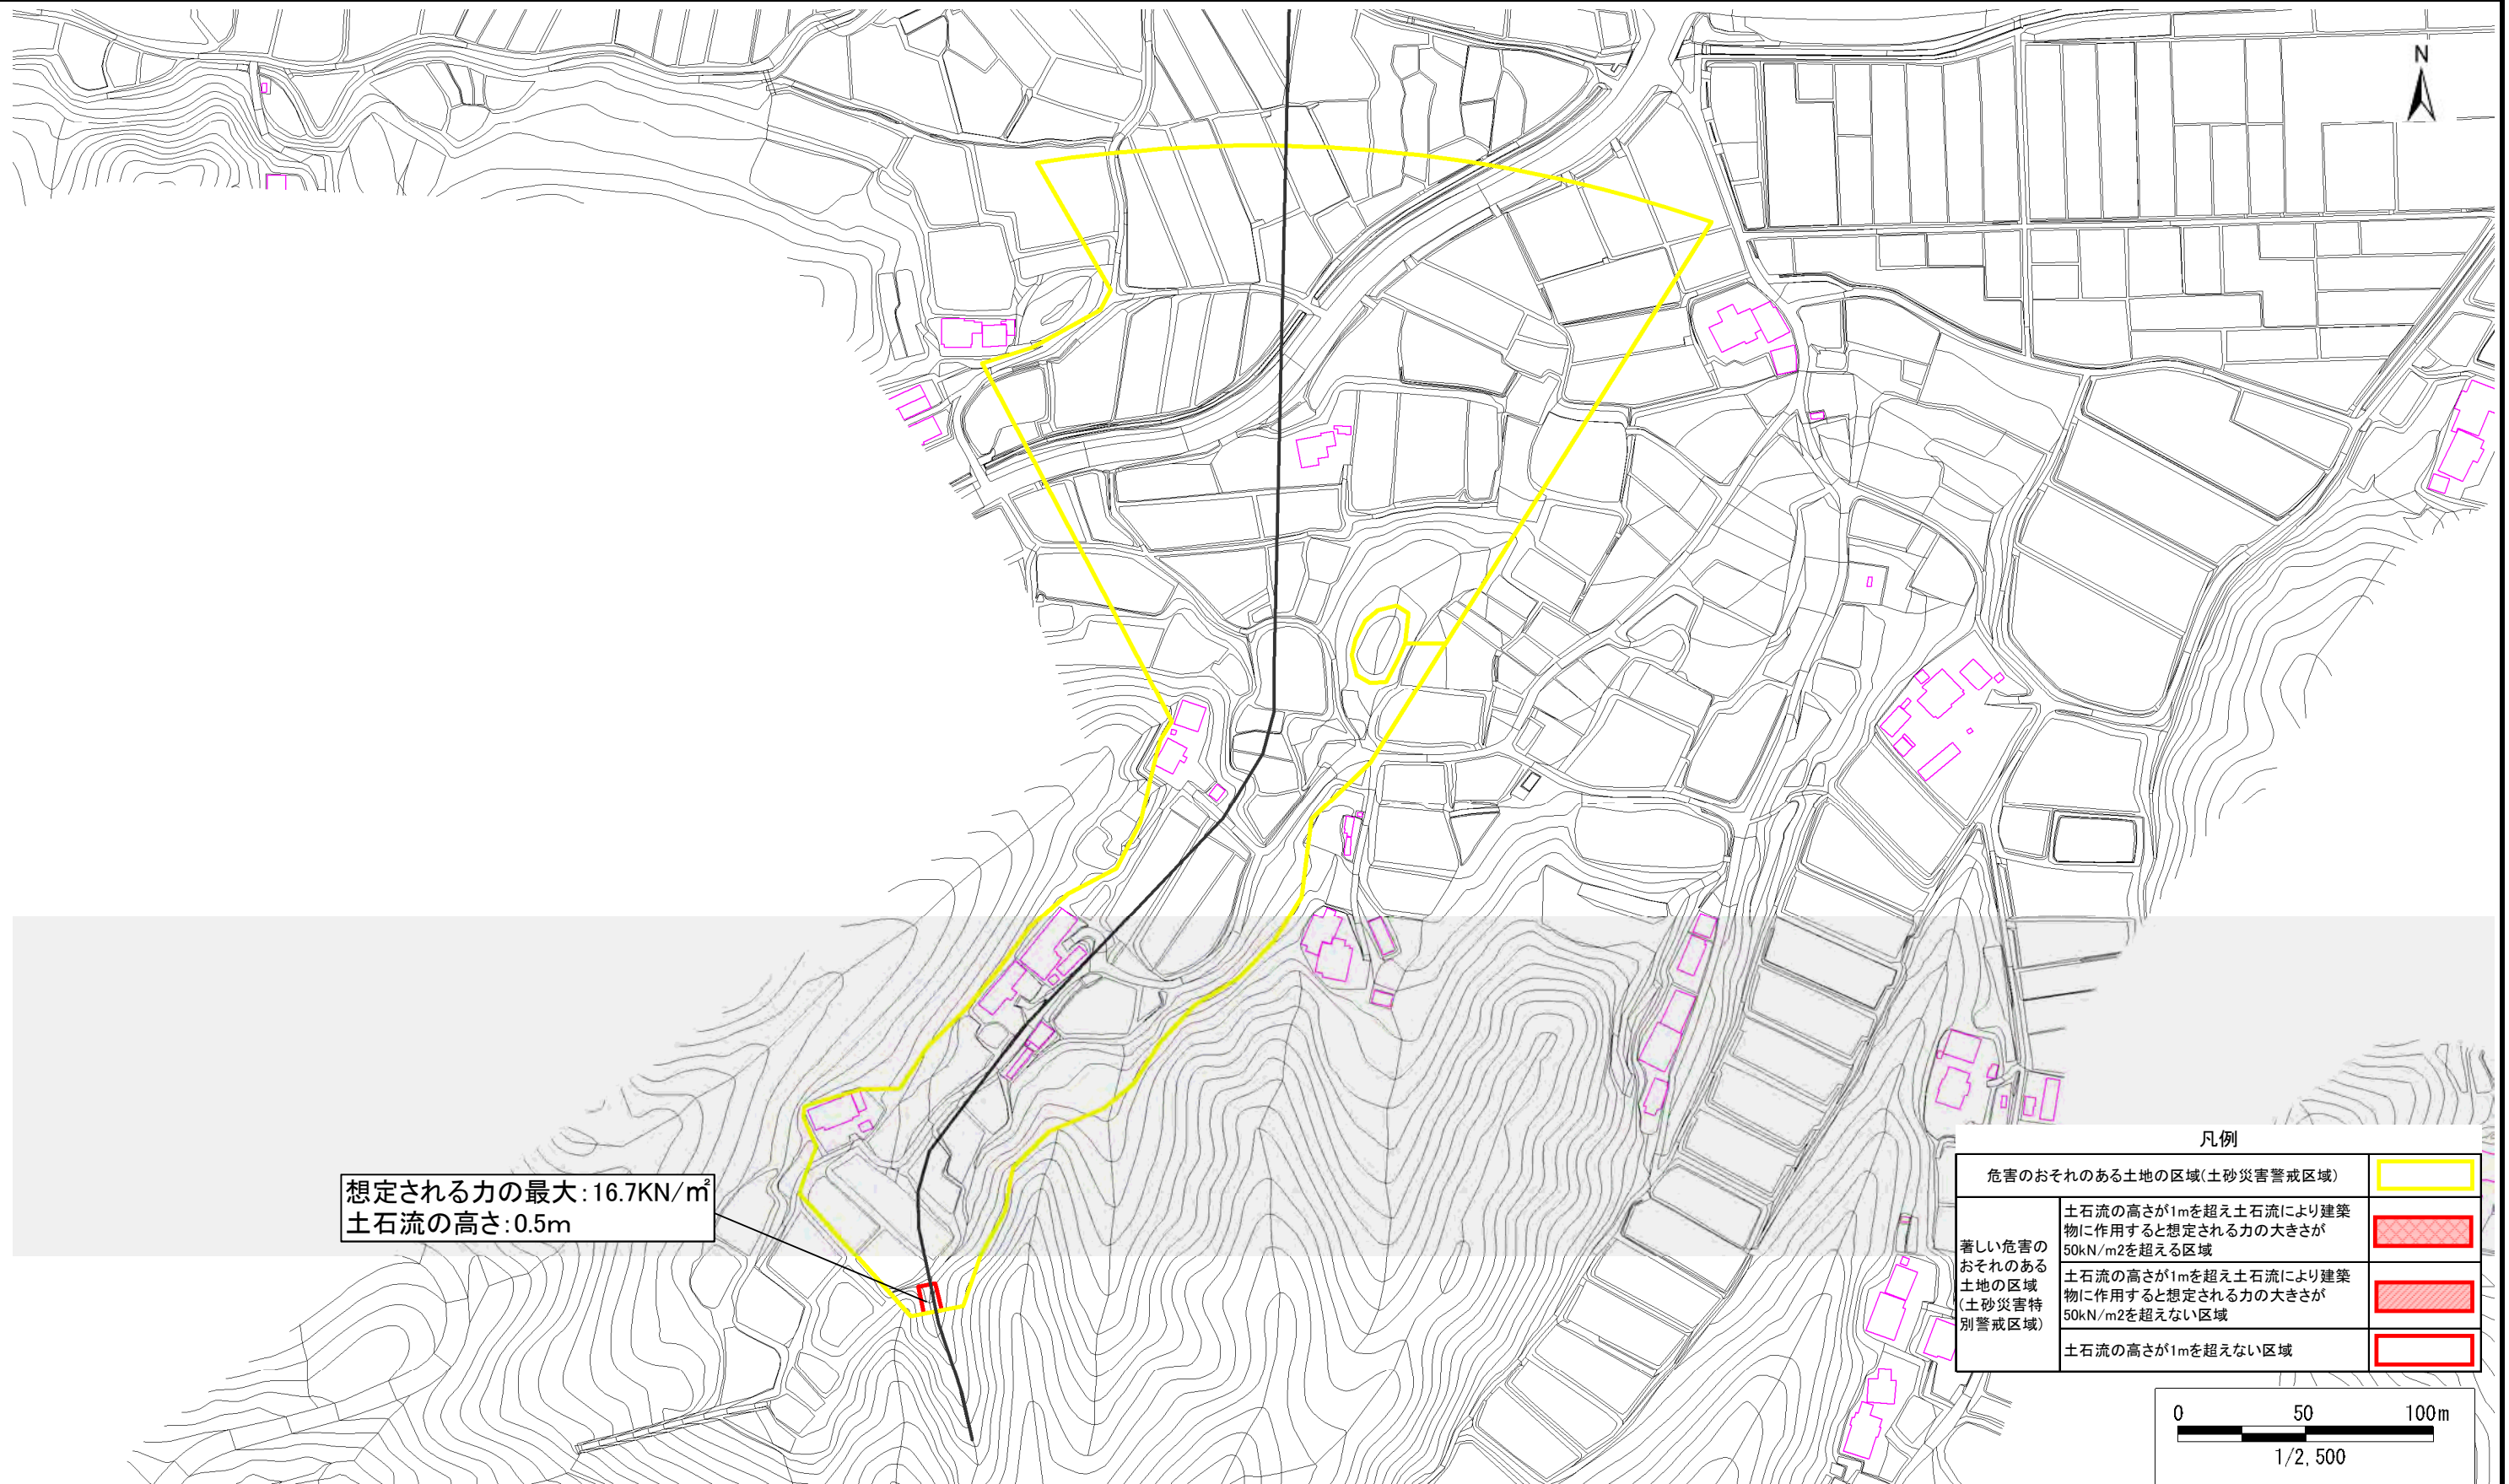 N
想定される力の最大:16.7KN/㎡
土石流の高さ:0.5m
凡例
危害のおそれのある土地の区域(土砂災害警戒区域)
著しい危害の
おそれのある
土地の区域
(土砂災害特
別警戒区域)
土石流の高さが1mを超え土石流により建築
物に作用すると想定される力の大きさが
50kN/m2を超える区域
土石流の高さが1mを超え土石流により建築
物に作用すると想定される力の大きさが
50kN/m2を超えない区域
土石流の高さが1mを超えない区域
0 50 100m
1/2,500